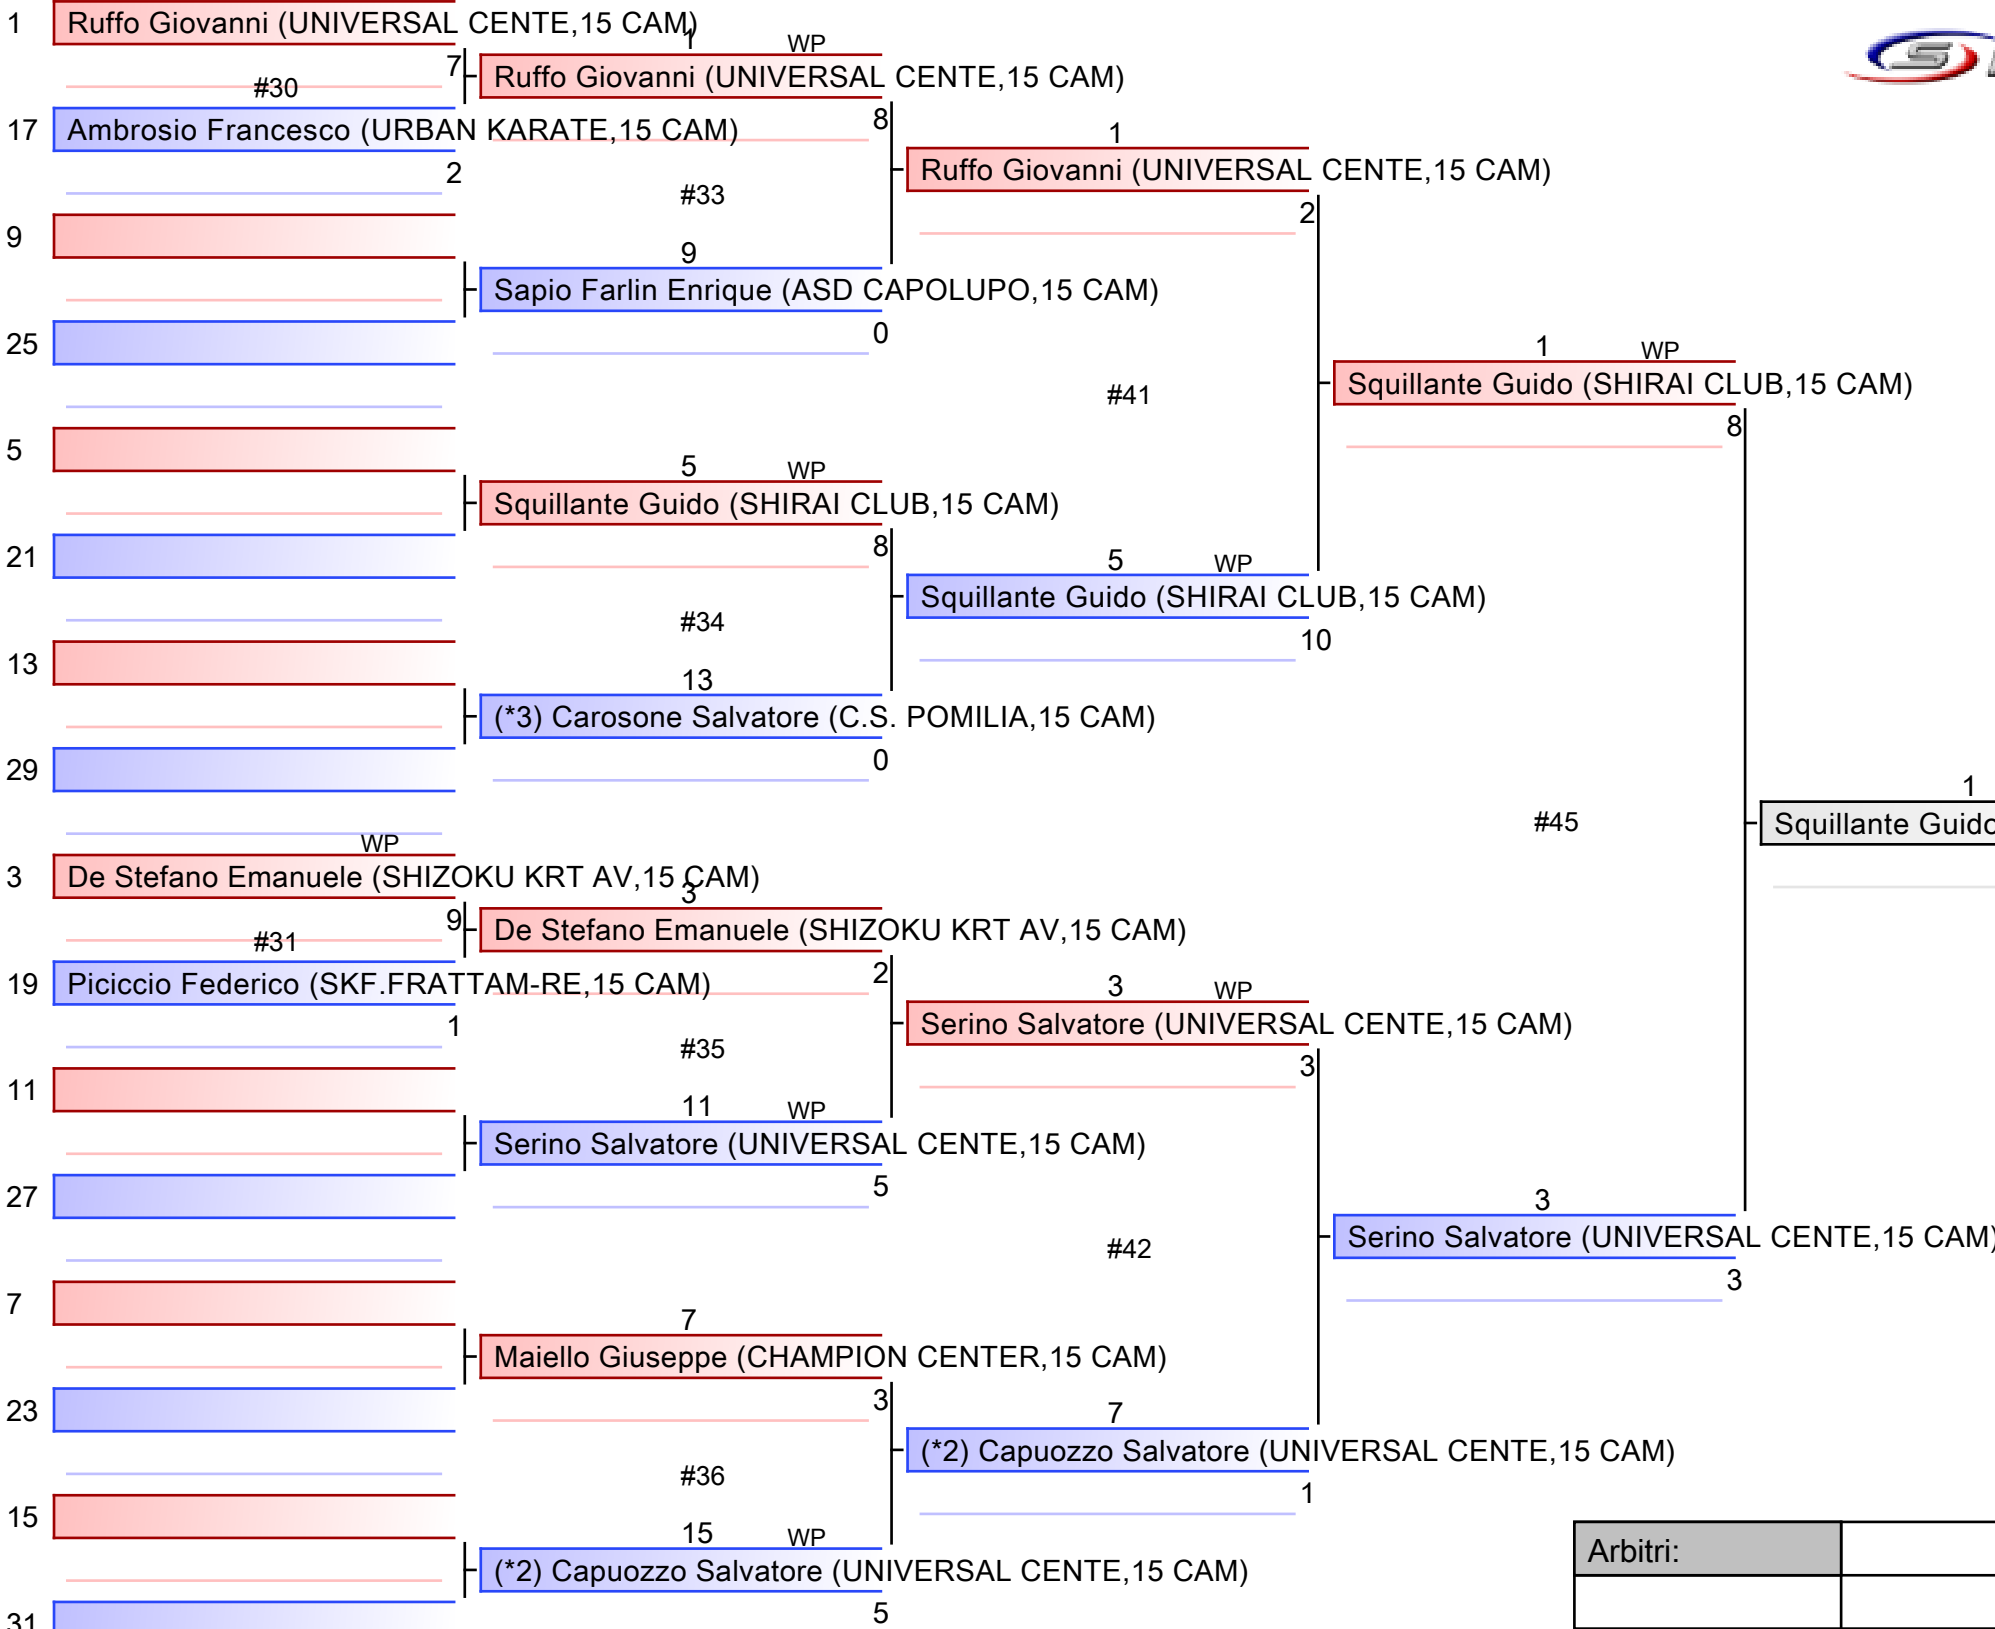 1 Ruffo Giovanni (UNIVERSAL CENTE,15 CAM)
1 WP
7 Ruffo Giovanni (UNIVERSAL CENTE,15 CAM)
#30
17 Ambrosio Francesco (URBAN KARATE,15 CAM)
8
1
2
Ruffo Giovanni (UNIVERSAL CENTE,15 CAM)
#33
2
9
9
Sapio Farlin Enrique (ASD CAPOLUPO,15 CAM)
0
25
1 WP
Squillante Guido (SHIRAI CLUB,15 CAM)
#41
8
5
5 WP
Squillante Guido (SHIRAI CLUB,15 CAM)
8
21
5 WP
Squillante Guido (SHIRAI CLUB,15 CAM)
#34
10
13
13
(*3) Carosone Salvatore (C.S. POMILIA,15 CAM)
0
29
1
#45
Squillante Guido
WP
3 De Stefano Emanuele (SHIZOKU KRT AV,15 CAM)
3
9 De Stefano Emanuele (SHIZOKU KRT AV,15 CAM)
#31
19 Piciccio Federico (SKF.FRATTAM-RE,15 CAM)
2
3 WP
1
Serino Salvatore (UNIVERSAL CENTE,15 CAM)
#35
3
11
11 WP
Serino Salvatore (UNIVERSAL CENTE,15 CAM)
5
27
3
Serino Salvatore (UNIVERSAL CENTE,15 CAM)
#42
3
7
7
Maiello Giuseppe (CHAMPION CENTER,15 CAM)
3
23
7
(*2) Capuozzo Salvatore (UNIVERSAL CENTE,15 CAM)
#36
1
15
15 WP
(*2) Capuozzo Salvatore (UNIVERSAL CENTE,15 CAM)
5
31
Arbitri: